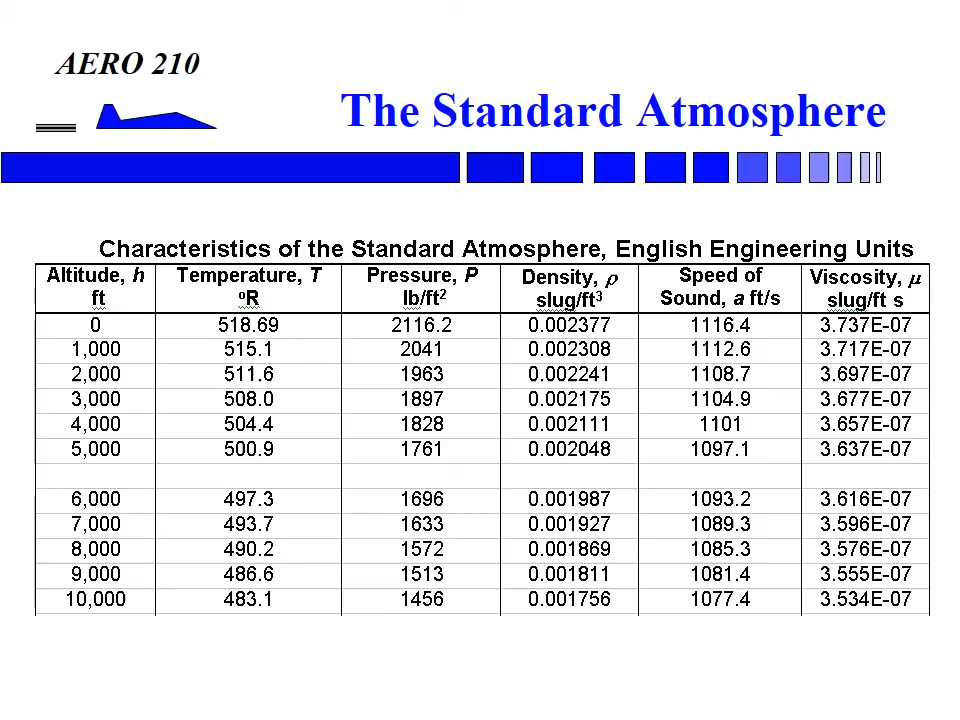 AERO 210
The Standard Atmosphere
Characteristics of the Standard Atmosphere, English Engineering Units
Altitude, h ft Temperature, T ºR Pressure, P lb/ft² Density, ρ slug/ft³ Speed of Sound, a ft/s Viscosity, μ slug/ft s
0 518.69 2116.2 0.002377 1116.4 3.737E-07
1,000 515.1 2041 0.002308 1112.6 3.717E-07
2,000 511.6 1963 0.002241 1108.7 3.697E-07
3,000 508.0 1897 0.002175 1104.9 3.677E-07
4,000 504.4 1828 0.002111 1101 3.657E-07
5,000 500.9 1761 0.002048 1097.1 3.637E-07
6,000 497.3 1696 0.001987 1093.2 3.616E-07
7,000 493.7 1633 0.001927 1089.3 3.596E-07
8,000 490.2 1572 0.001869 1085.3 3.576E-07
9,000 486.6 1513 0.001811 1081.4 3.555E-07
10,000 483.1 1456 0.001756 1077.4 3.534E-07